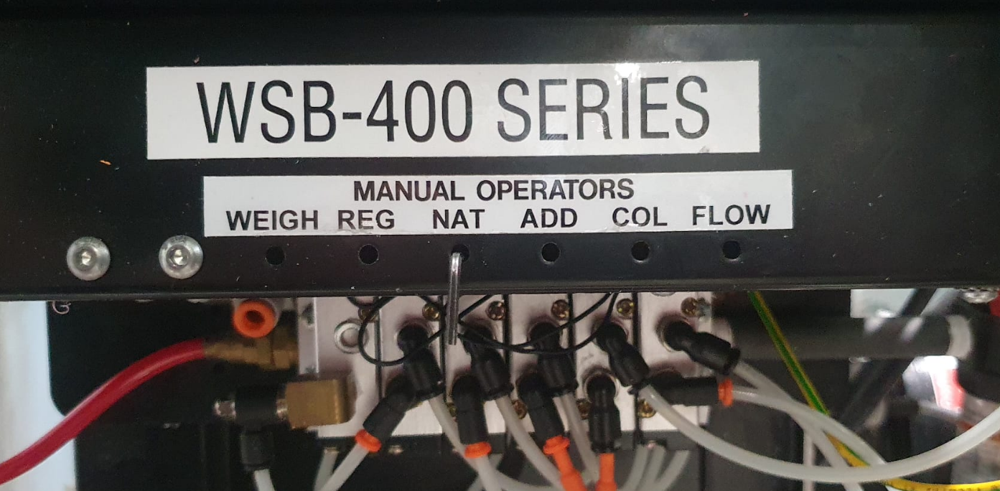 WSB-400 SERIES
MANUAL OPERATORS
WEIGH REG NAT ADD COL FLOW